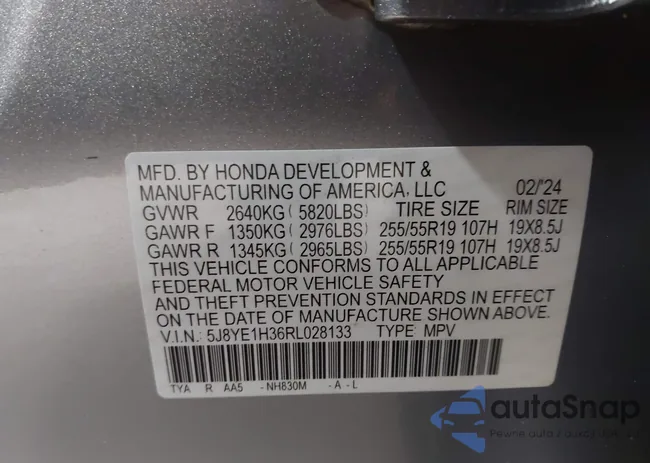 MFD. BY HONDA DEVELOPMENT &
MANUFACTURING OF AMERICA, LLC 02/'24
GVWR 2640KG ( 5820LBS) TIRE SIZE RIM SIZE
GAWR F 1350KG ( 2976LBS) 255/55R19 107H 19X8.5J
GAWR R 1345KG ( 2965LBS) 255/55R19 107H 19X8.5J
THIS VEHICLE CONFORMS TO ALL APPLICABLE
FEDERAL MOTOR VEHICLE SAFETY
AND THEFT PREVENTION STANDARDS IN EFFECT
ON THE DATE OF MANUFACTURE SHOWN ABOVE.
V.I.N.: 5J8YE1H36RL028133 TYPE: MPV
TYA R AA5 -NH830M -A-L
autaSnap
Pewne auta z aukcji